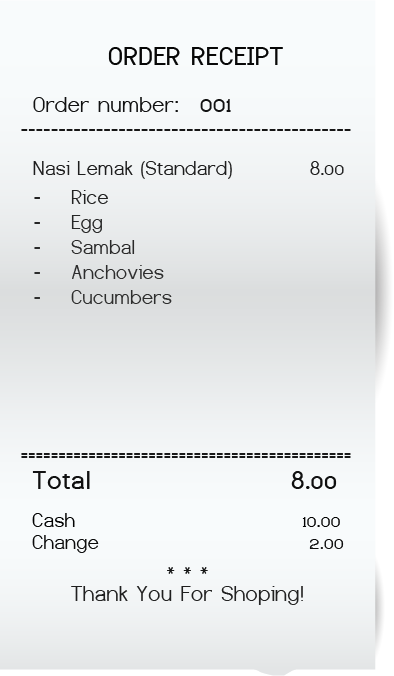 ORDER RECEIPT
Order number: 001
--------------------------------------------
Nasi Lemak (Standard) 8.00
- Rice
- Egg
- Sambal
- Anchovies
- Cucumbers
============================================
Total 8.00
Cash 10.00
Change 2.00
* * *
Thank You For Shoping!